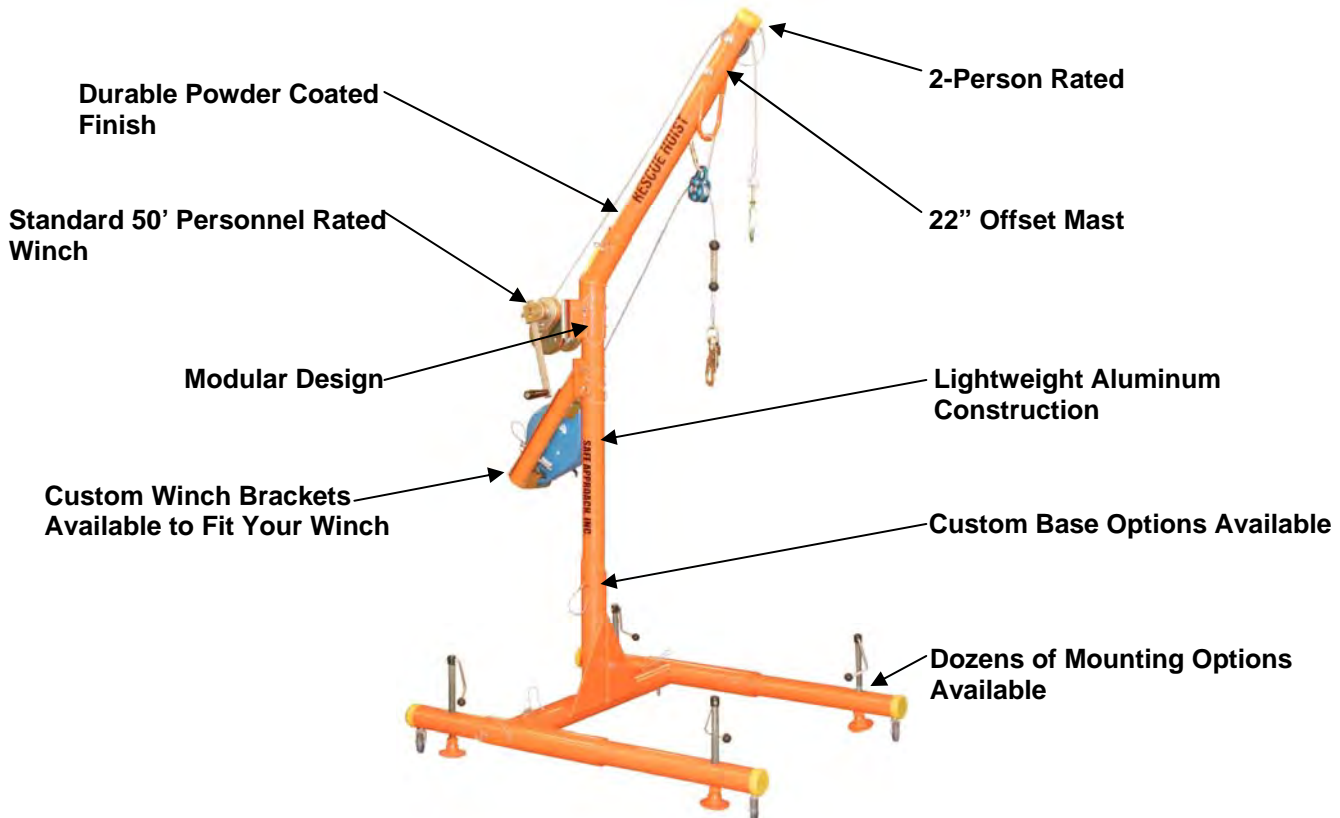 2-Person Rated
Durable Powder Coated
Finish
RESCUE HOIST
Standard 50’ Personnel Rated
Winch
22” Offset Mast
Modular Design
Lightweight Aluminum
Construction
SAFE APPROACH, INC
Custom Winch Brackets
Available to Fit Your Winch
Custom Base Options Available
Dozens of Mounting Options
Available